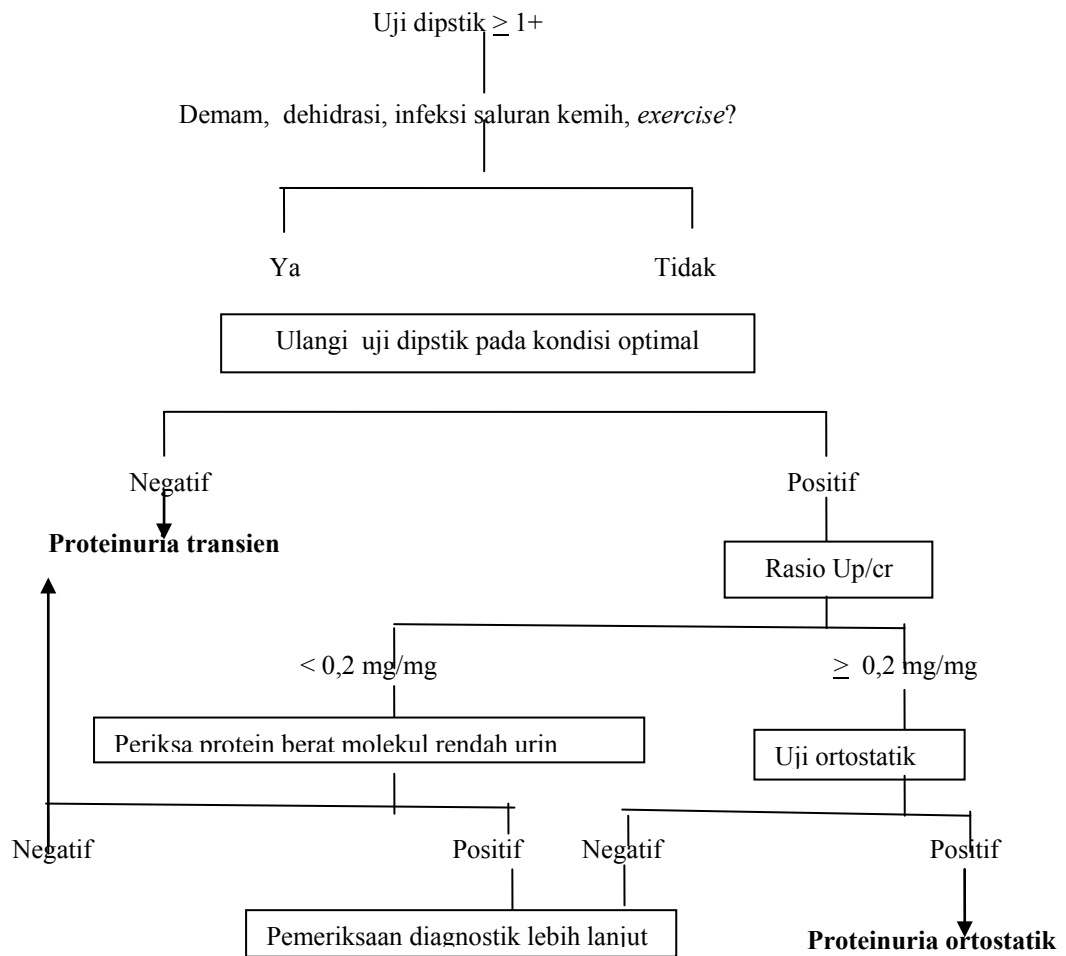 Uji dipstik ≥ 1+
Demam, dehidrasi, infeksi saluran kemih, exercise?
Ya
Tidak
Ulangi uji dipstik pada kondisi optimal
Negatif
Positif
Proteinuria transien
Rasio Up/cr
< 0,2 mg/mg
≥ 0,2 mg/mg
Periksa protein berat molekul rendah urin
Uji ortostatik
Negatif
Positif
Negatif
Positif
Pemeriksaan diagnostik lebih lanjut
Proteinuria ortostatik